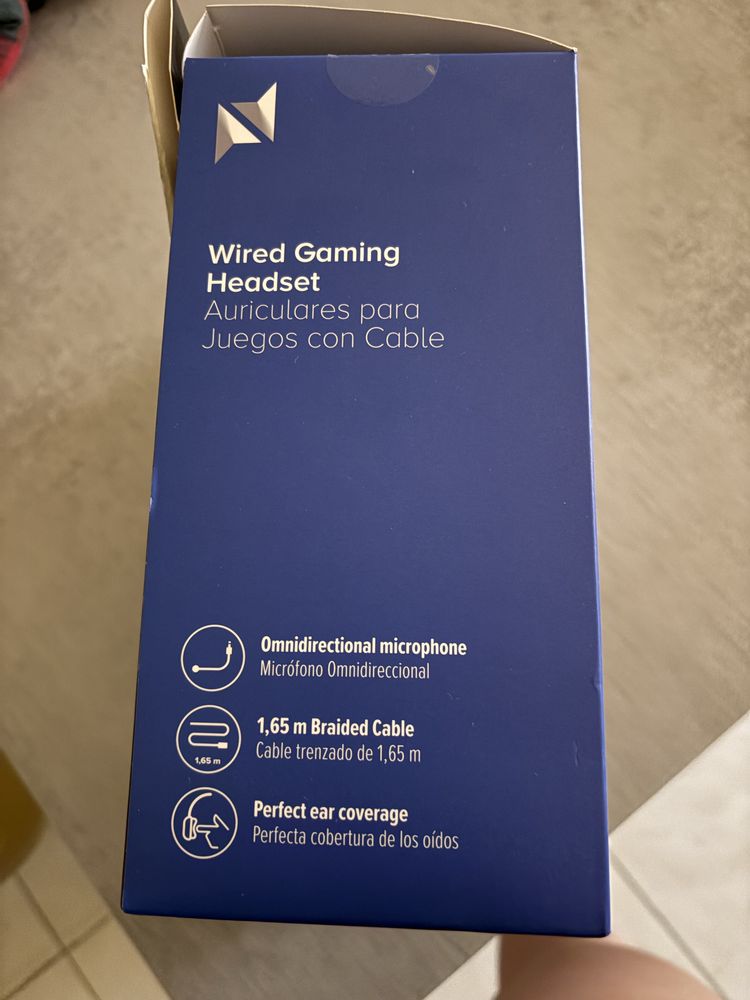 Wired Gaming
Headset
Auriculares para
Juegos con Cable
Omnidirectional microphone
Micrófono Omnidireccional
1,65 m Braided Cable
Cable trenzado de 1,65 m
1,65 m
Perfect ear coverage
Perfecta cobertura de los oídos